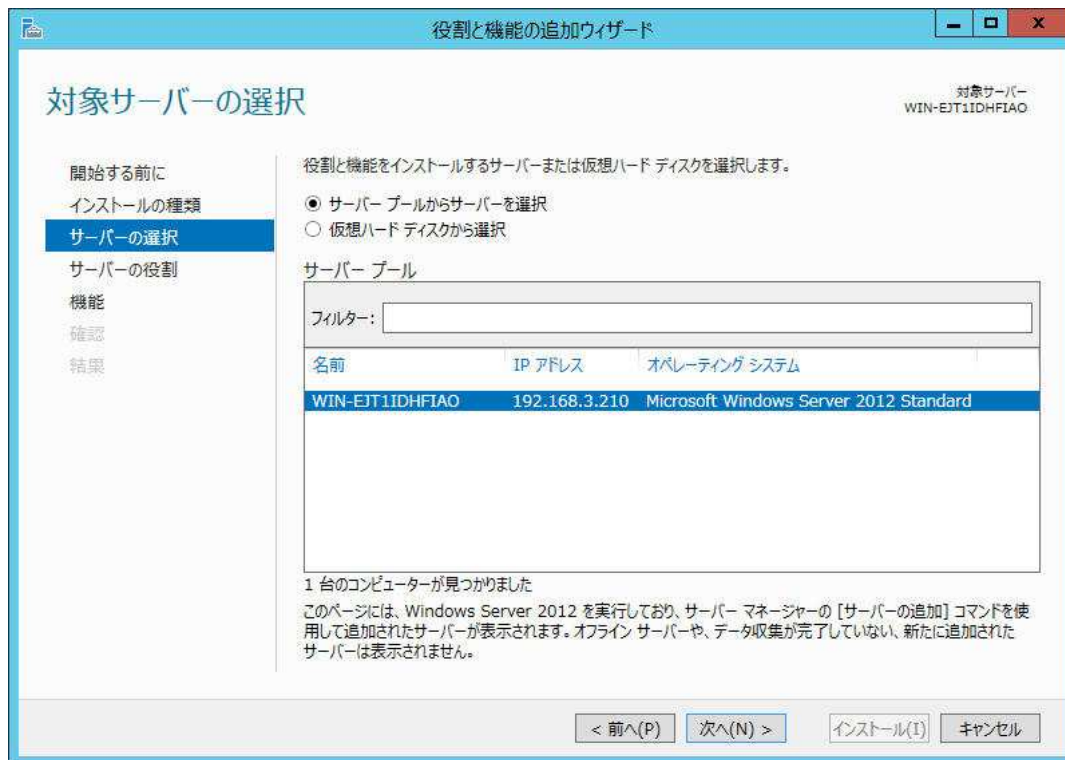 役割と機能の追加ウィザード
対象サーバーの選択
対象サーバー
WIN-EJT1IDHFIAO
開始する前に
インストールの種類
サーバーの選択
サーバーの役割
機能
確認
結果
役割と機能をインストールするサーバーまたは仮想ハード ディスクを選択します。
サーバー プールからサーバーを選択
仮想ハード ディスクから選択
サーバー プール
フィルター:
名前 IP アドレス オペレーティング システム
WIN-EJT1IDHFIAO 192.168.3.210 Microsoft Windows Server 2012 Standard
1 台のコンピューターが見つかりました
このページには、Windows Server 2012 を実行しており、サーバー マネージャーの [サーバーの追加] コマンドを使
用して追加されたサーバーが表示されます。オフライン サーバーや、データ収集が完了していない、新たに追加された
サーバーは表示されません。
< 前へ(P) 次へ(N) > インストール(I) キャンセル